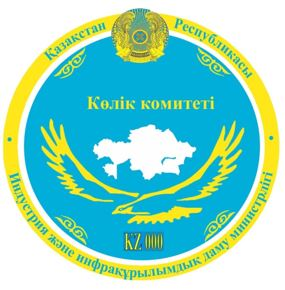 Қазақстан Республикасы
Көлік комитеті
KZ 000
Индустрия және инфрақұрылымдық даму министрлігі